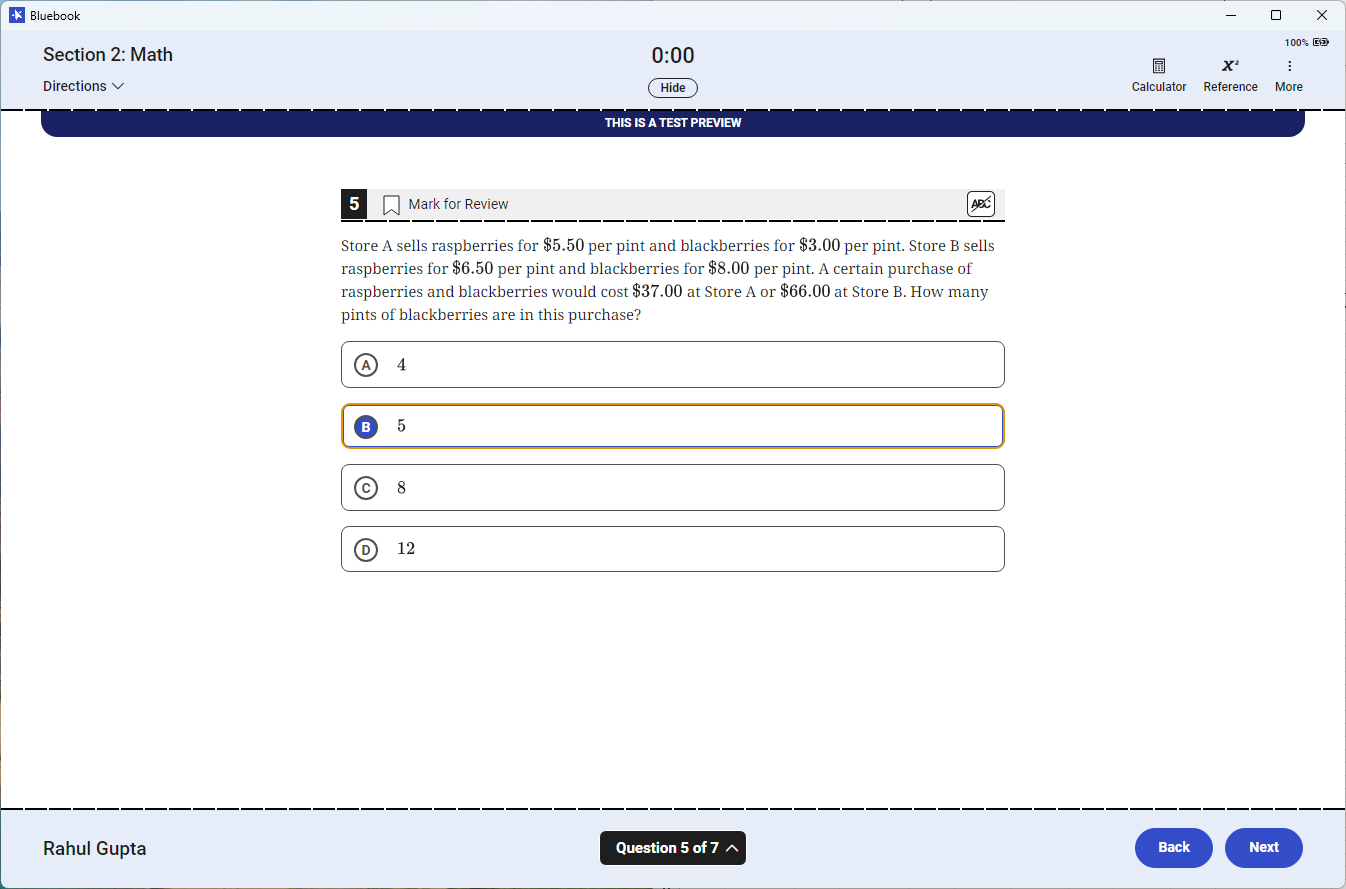 Bluebook
Section 2: Math
Directions
0:00
Hide
100%
Calculator
Reference
More
THIS IS A TEST PREVIEW
5
Mark for Review
ABC
Store A sells raspberries for $5.50 per pint and blackberries for $3.00 per pint. Store B sells
raspberries for $6.50 per pint and blackberries for $8.00 per pint. A certain purchase of
raspberries and blackberries would cost $37.00 at Store A or $66.00 at Store B. How many
pints of blackberries are in this purchase?
A 4
B 5
C 8
D 12
Rahul Gupta
Question 5 of 7
Back
Next